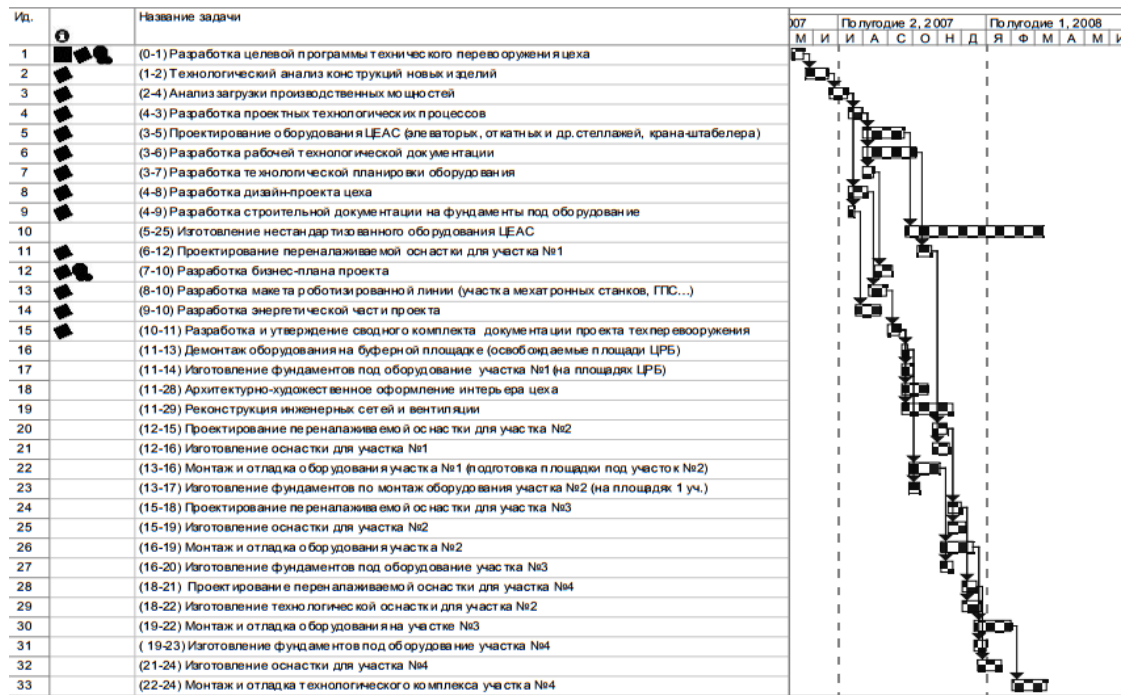 Ид.
Название задачи
007
Полугодие 2, 2007
Полугодие 1, 2008
М И И А С О Н Д Я Ф М А М И
1 (0-1) Разработка целевой программы технического перевооружения цеха
2 (1-2) Технологический анализ конструкций новых изделий
3 (2-4) Анализ загрузки производственных мощностей
4 (4-3) Разработка проектных технологических процессов
5 (3-5) Проектирование оборудования ЦЕАС (элеваторых, откатных и др.стеллажей, крана-штабелера)
6 (3-6) Разработка рабочей технологической документации
7 (3-7) Разработка технологической планировки оборудования
8 (4-8) Разработка дизайн-проекта цеха
9 (4-9) Разработка строительной документации на фундаменты под оборудование
10 (5-25) Изготовление нестандартизованного оборудования ЦЕАС
11 (6-12) Проектирование переналаживаемой оснастки для участка №1
12 (7-10) Разработка бизнес-плана проекта
13 (8-10) Разработка макета роботизированной линии (участка мехатронных станков, ГПС...)
14 (9-10) Разработка энергетической части проекта
15 (10-11) Разработка и утверждение сводного комплекта документации проекта техперевооружения
16 (11-13) Демонтаж оборудования на буферной площадке (освобождаемые площади ЦРБ)
17 (11-14) Изготовление фундаментов под оборудование участка №1 (на площадях ЦРБ)
18 (11-28) Архитектурно-художественное оформление интерьера цеха
19 (11-29) Реконструкция инженерных сетей и вентиляции
20 (12-15) Проектирование переналаживаемой оснастки для участка №2
21 (12-16) Изготовление оснастки для участка №1
22 (13-16) Монтаж и отладка оборудования участка №1 (подготовка площадки под участок №2)
23 (13-17) Изготовление фундаментов по монтаж оборудования участка №2 (на площадях 1 уч.)
24 (15-18) Проектирование переналаживаемой оснастки для участка №3
25 (15-19) Изготовление оснастки для участка №2
26 (16-19) Монтаж и отладка оборудования участка №2
27 (16-20) Изготовление фундаментов под оборудование участка №3
28 (18-21) Проектирование переналаживаемой оснастки для участка №4
29 (18-22) Изготовление технологической оснастки для участка №2
30 (19-22) Монтаж и отладка оборудования на участке №3
31 ( 19-23) Изготовление фундаментов под оборудование участка №4
32 (21-24) Изготовление оснастки для участка №4
33 (22-24) Монтаж и отладка технологического комплекса участка №4